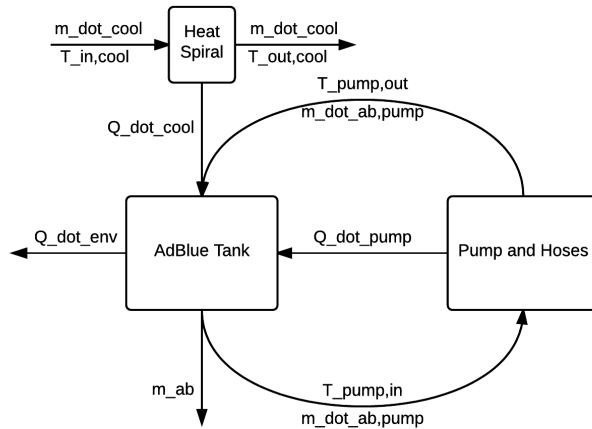 m_dot_cool
T_in,cool
Heat
Spiral
m_dot_cool
T_out,cool
Q_dot_cool
T_pump,out
m_dot_ab,pump
Q_dot_env
AdBlue Tank
Q_dot_pump
Pump and Hoses
m_ab
T_pump,in
m_dot_ab,pump